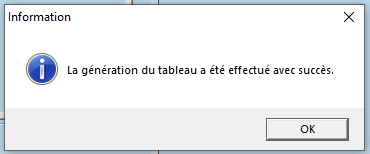 Information
La génération du tableau a été effectué avec succès.
OK